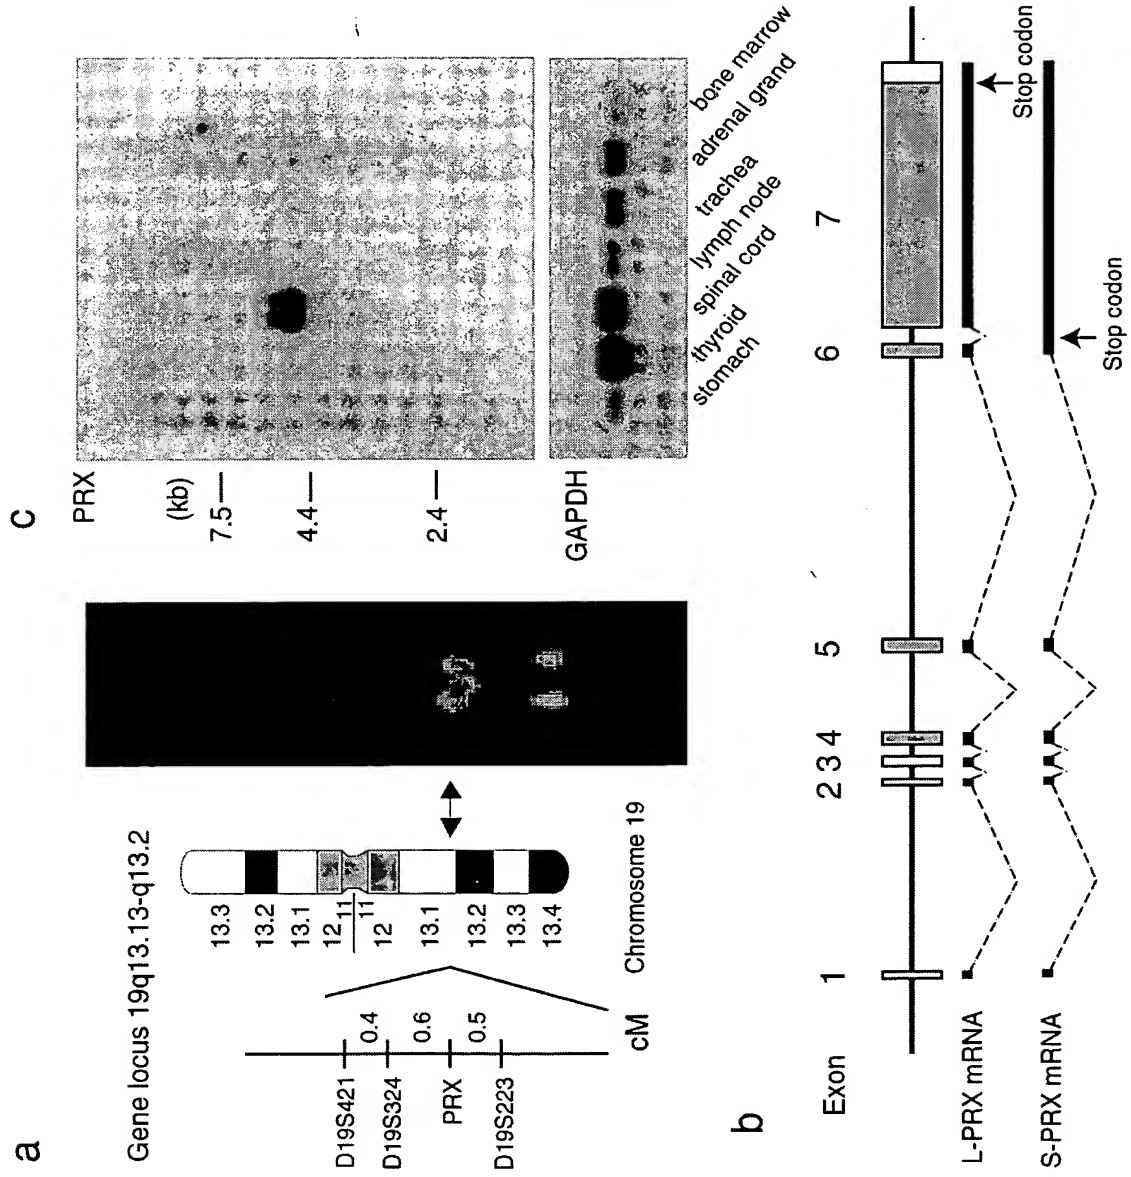 a
Gene locus 19q13.13-q13.2
D19S421
D19S324
PRX
D19S223
0.4
0.6
0.5
cM
13.3
13.2
13.1
12
11
11
12
13.1
13.2
13.3
13.4
Chromosome 19
c
PRX
(kb)
7.5
4.4
2.4
GAPDH
stomach
thyroid
spinal cord
lymph node
trachea
adrenal grand
bone marrow
b
Exon
1
2
3
4
5
6
7
L-PRX mRNA
Stop codon
S-PRX mRNA
Stop codon